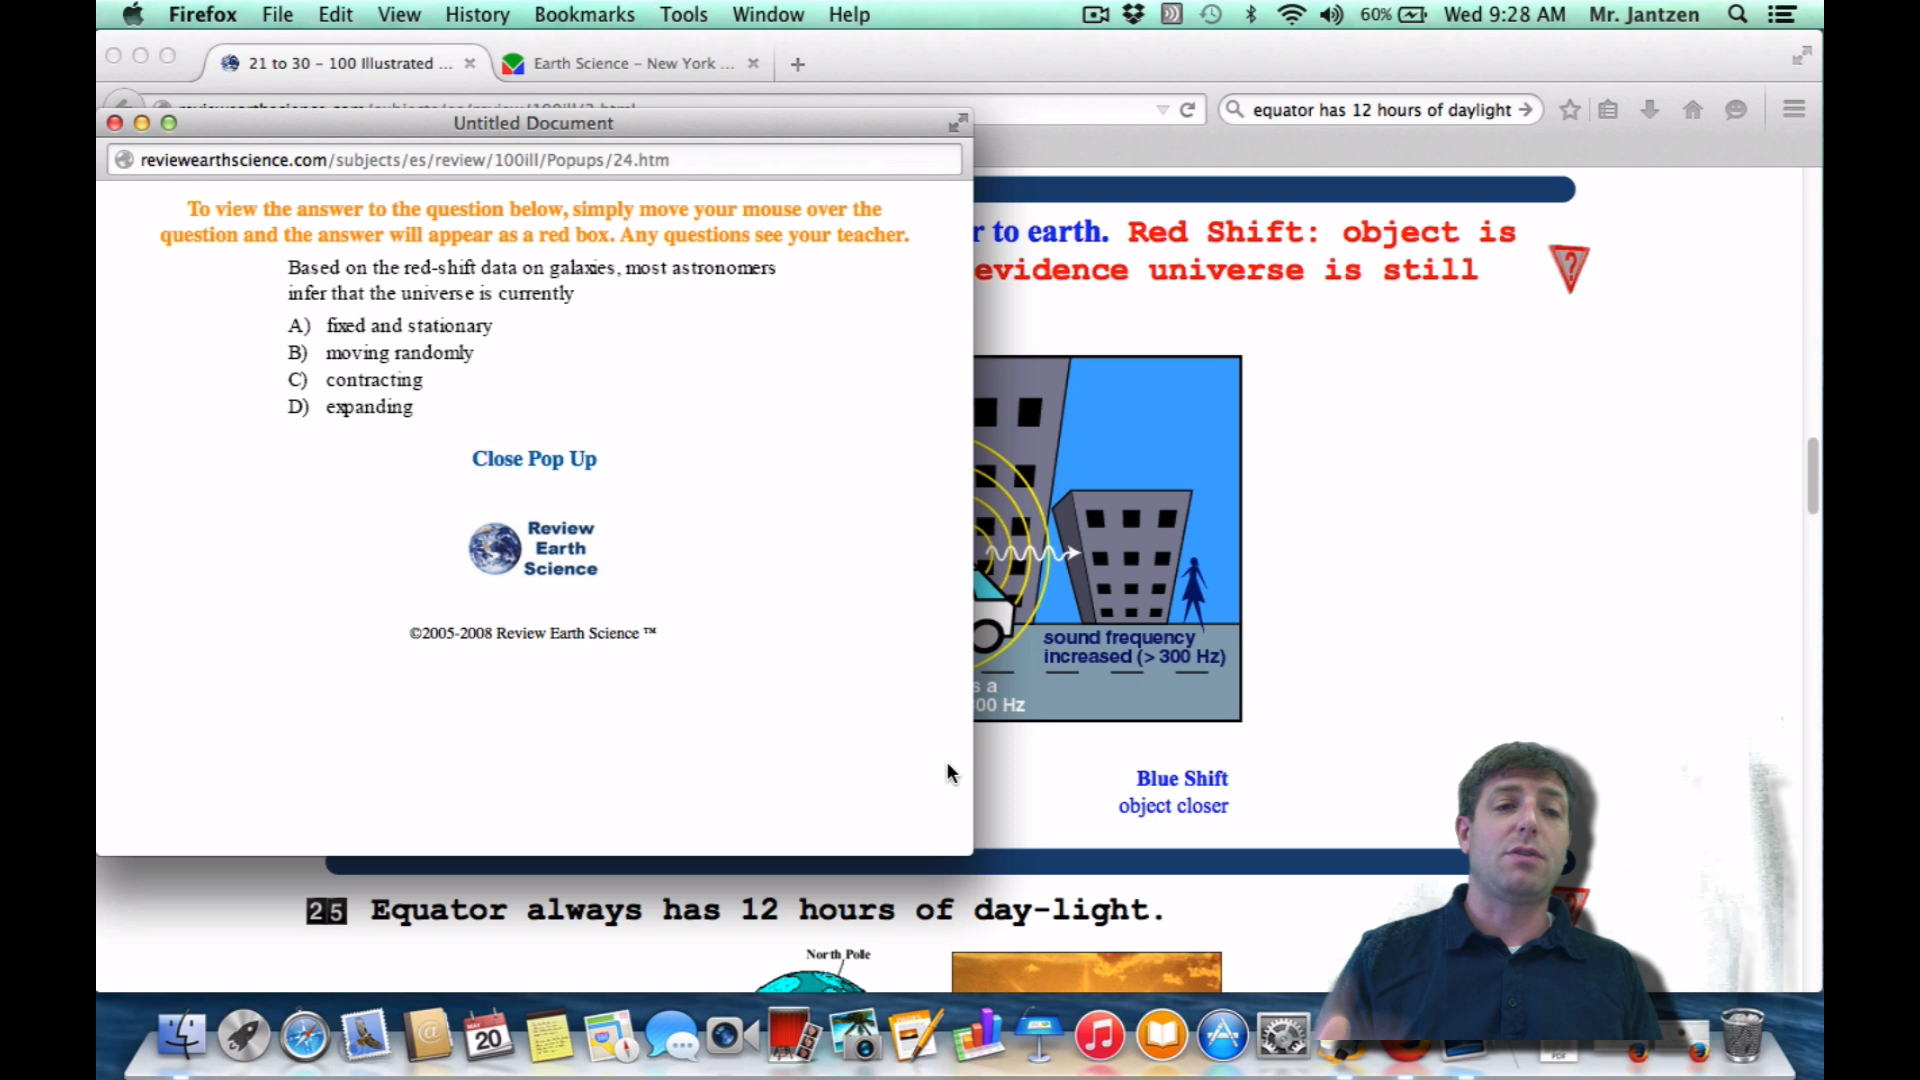 Firefox File Edit View History Bookmarks Tools Window Help 60% Wed 9:28 AM Mr. Jantzen
21 to 30 – 100 Illustrated ... Earth Science – New York ...
equator has 12 hours of daylight
Untitled Document
reviewearthscience.com/subjects/es/review/100ill/Popups/24.htm
To view the answer to the question below, simply move your mouse over the
question and the answer will appear as a red box. Any questions see your teacher.
Based on the red-shift data on galaxies, most astronomers
infer that the universe is currently
A) fixed and stationary
B) moving randomly
C) contracting
D) expanding
Close Pop Up
Review
Earth
Science
©2005-2008 Review Earth Science ™
r to earth. Red Shift: object is
evidence universe is still
?
sound frequency
increased (> 300 Hz)
s a
00 Hz
Blue Shift
object closer
25 Equator always has 12 hours of day-light.
North Pole
MAY
20
PAGES
PDF